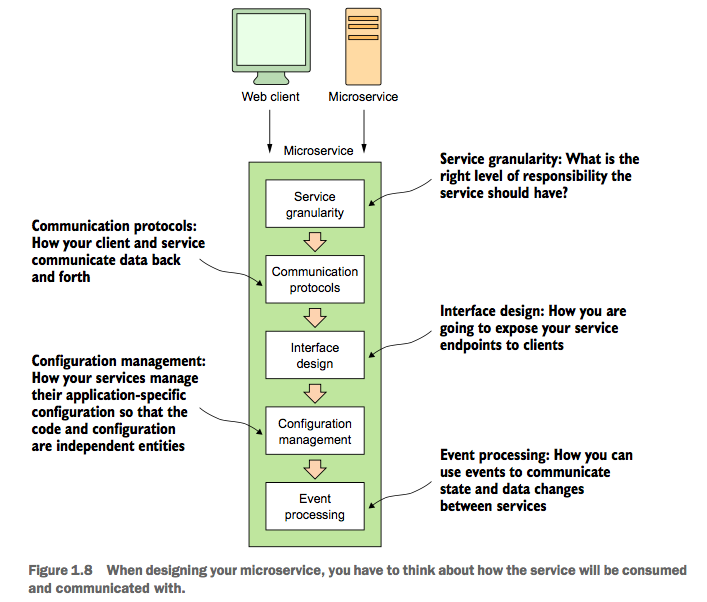 Web client
Microservice
Microservice
Service
granularity
Service granularity: What is the
right level of responsibility the
service should have?
Communication protocols:
How your client and service
communicate data back
and forth
Communication
protocols
Interface
design
Interface design: How you are
going to expose your service
endpoints to clients
Configuration management:
How your services manage
their application-specific
configuration so that the
code and configuration
are independent entities
Configuration
management
Event
processing
Event processing: How you can
use events to communicate
state and data changes
between services
Figure 1.8 When designing your microservice, you have to think about how the service will be consumed
and communicated with.